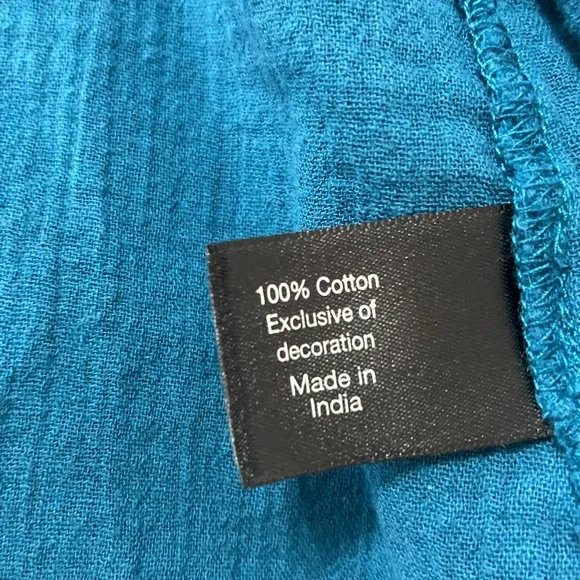 100% Cotton
Exclusive of
decoration
Made in
India